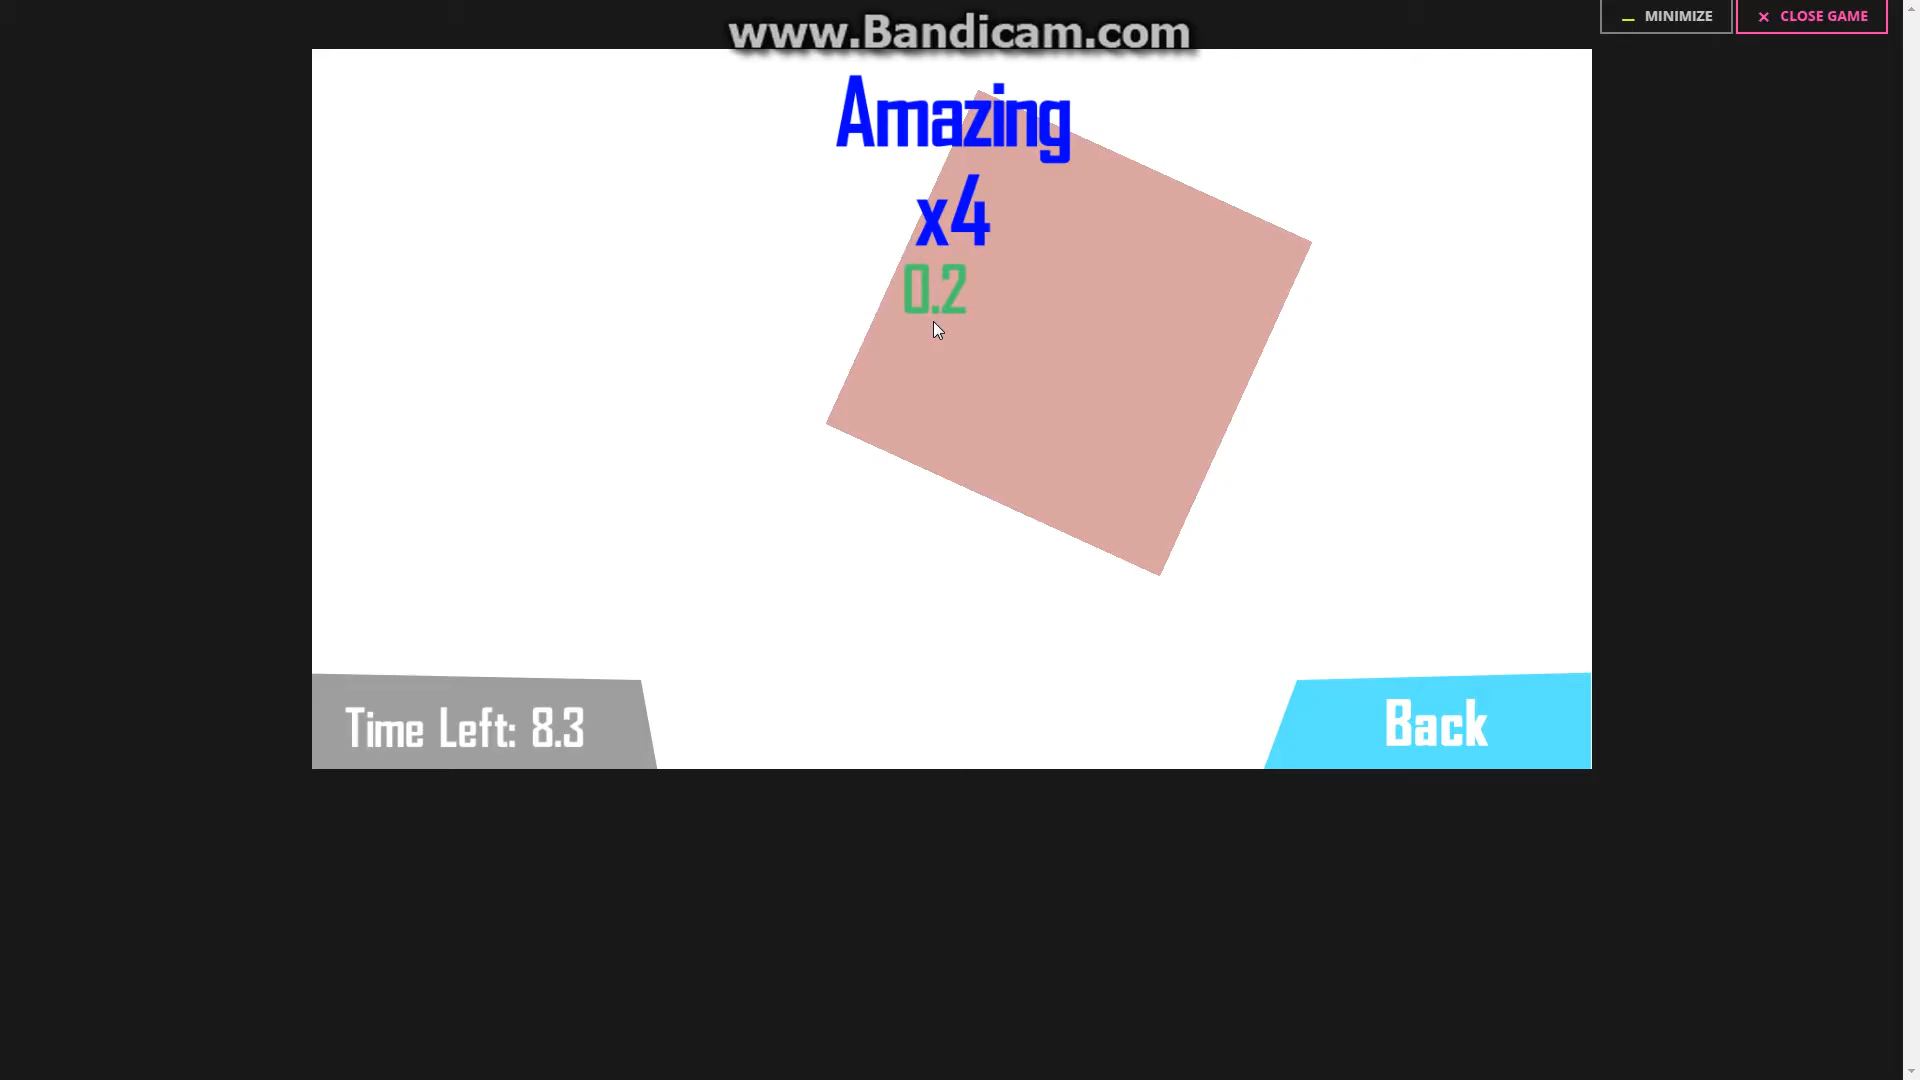 www.Bandicam.com
MINIMIZE
CLOSE GAME
Amazing
x4
0.2
Time Left: 8.3
Back